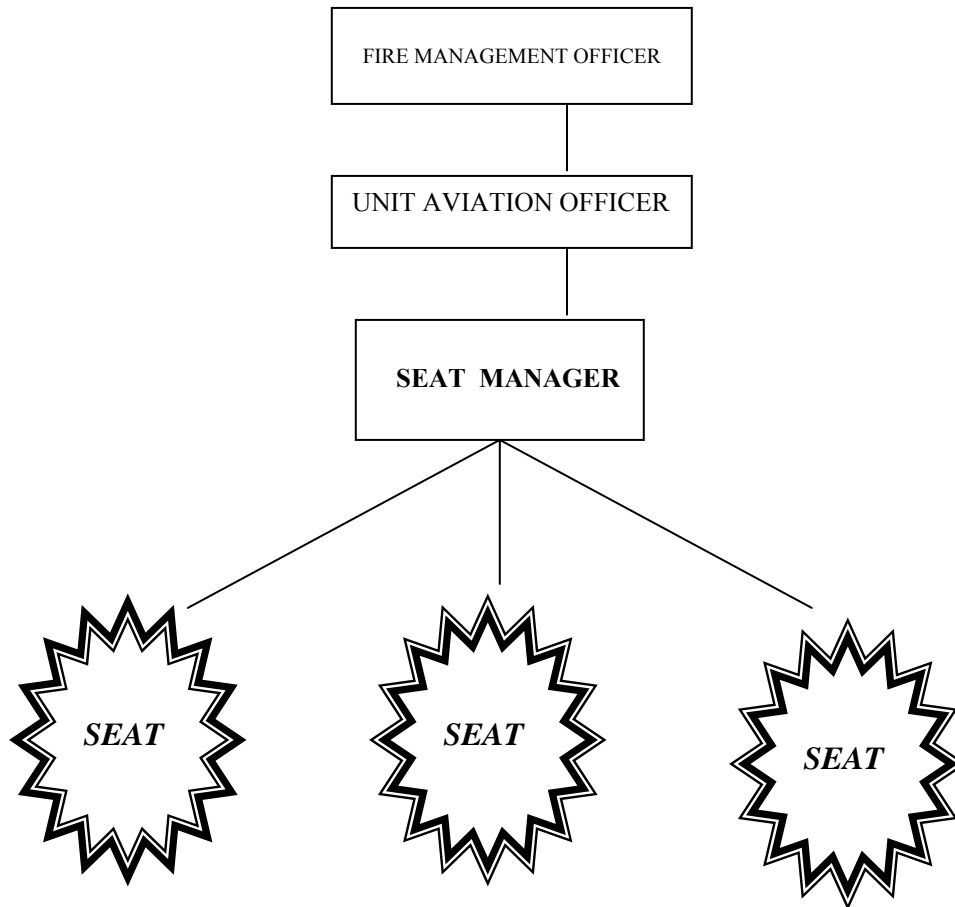 FIRE MANAGEMENT OFFICER
UNIT AVIATION OFFICER
SEAT MANAGER
SEAT
SEAT
SEAT